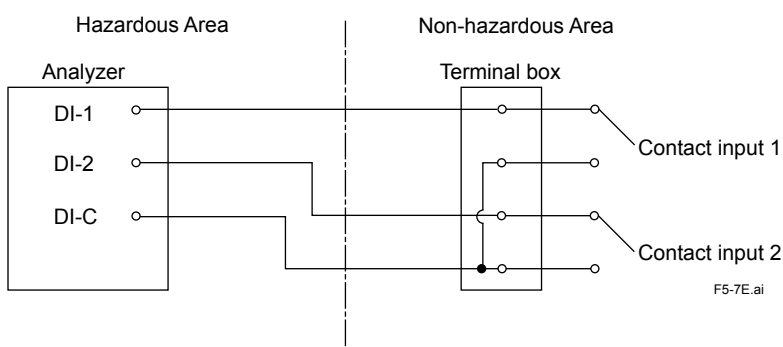 Hazardous Area
Non-hazardous Area
Analyzer
Terminal box
DI-1
Contact input 1
DI-2
DI-C
Contact input 2
F5-7E.ai